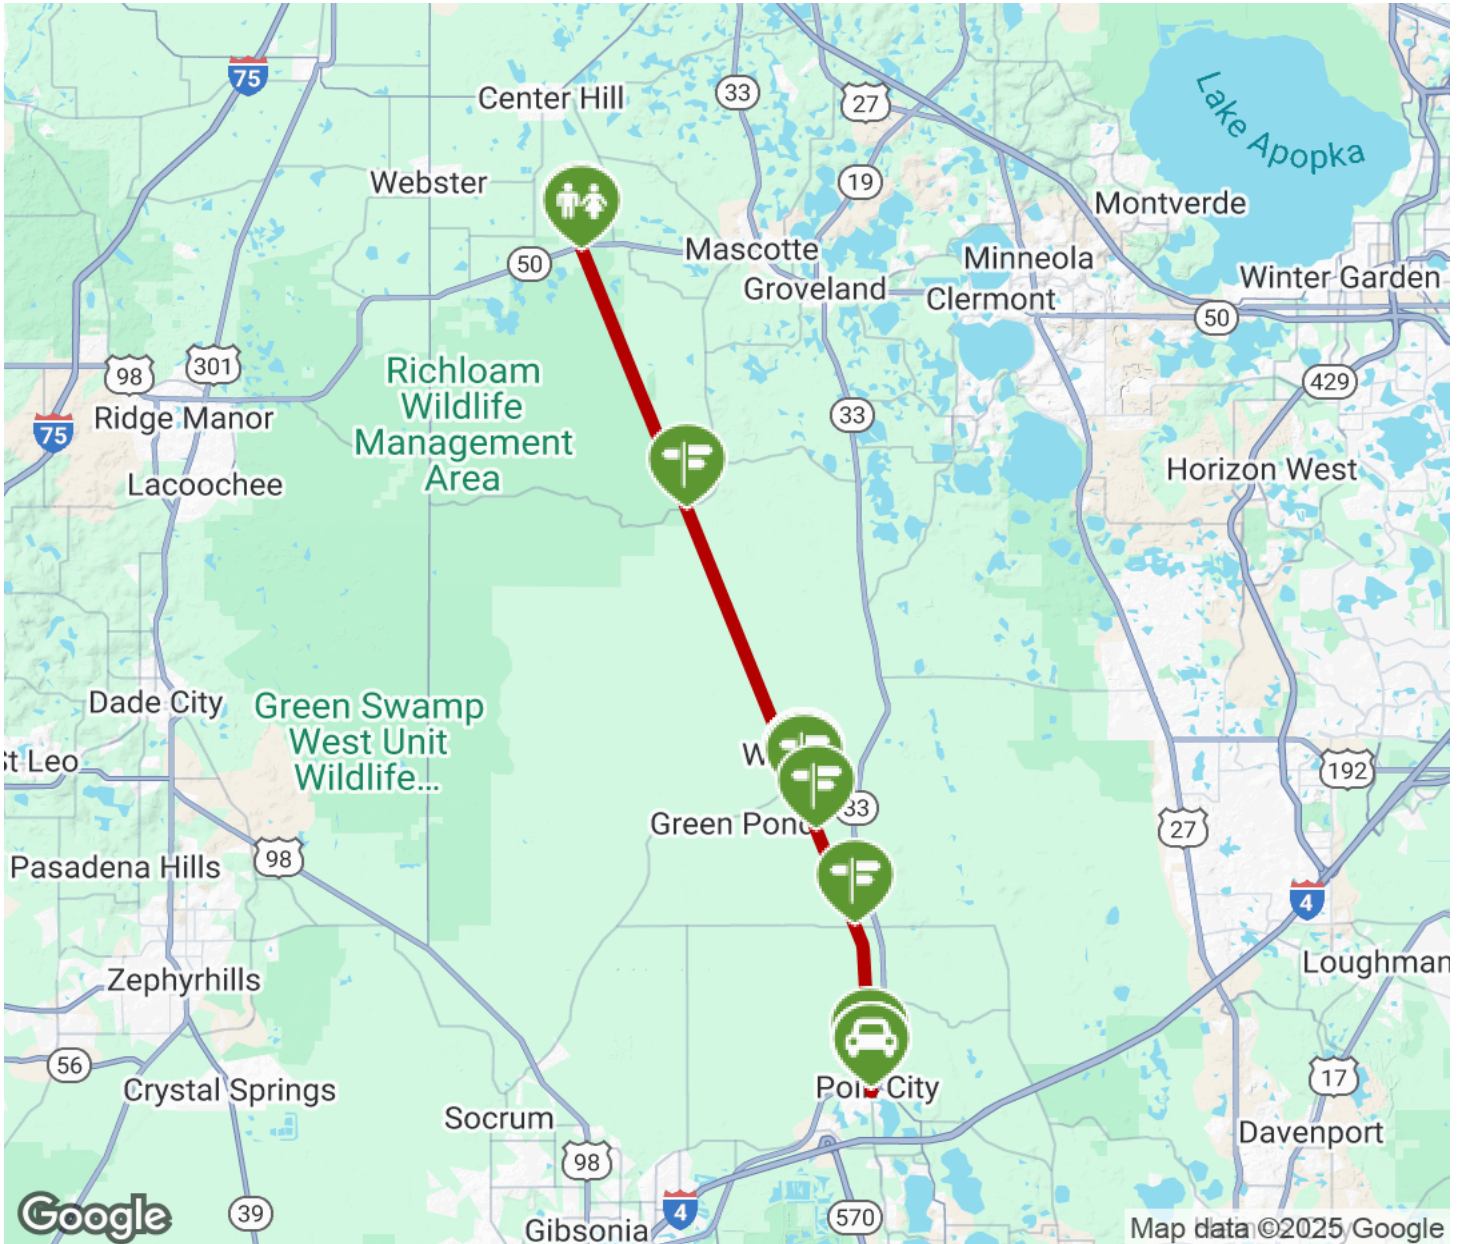 75
Center Hill
33
27
Lake Apopka
Webster
19
Montverde
50
Mascotte
Minneola
Groveland
Clermont
Winter Garden
50
98
301
Richloam
Wildlife
Management
Area
429
75
Ridge Manor
33
Lacoochee
Horizon West
Dade City
Green Swamp
West Unit
Wildlife...
St Leo
W
192
33
Green Pond
27
98
Pasadena Hills
4
Zephyrhills
Loughman
56
Crystal Springs
Polk City
17
Socrum
98
Davenport
39
4
570
Gibsonia
Google
Map data ©2025 Google